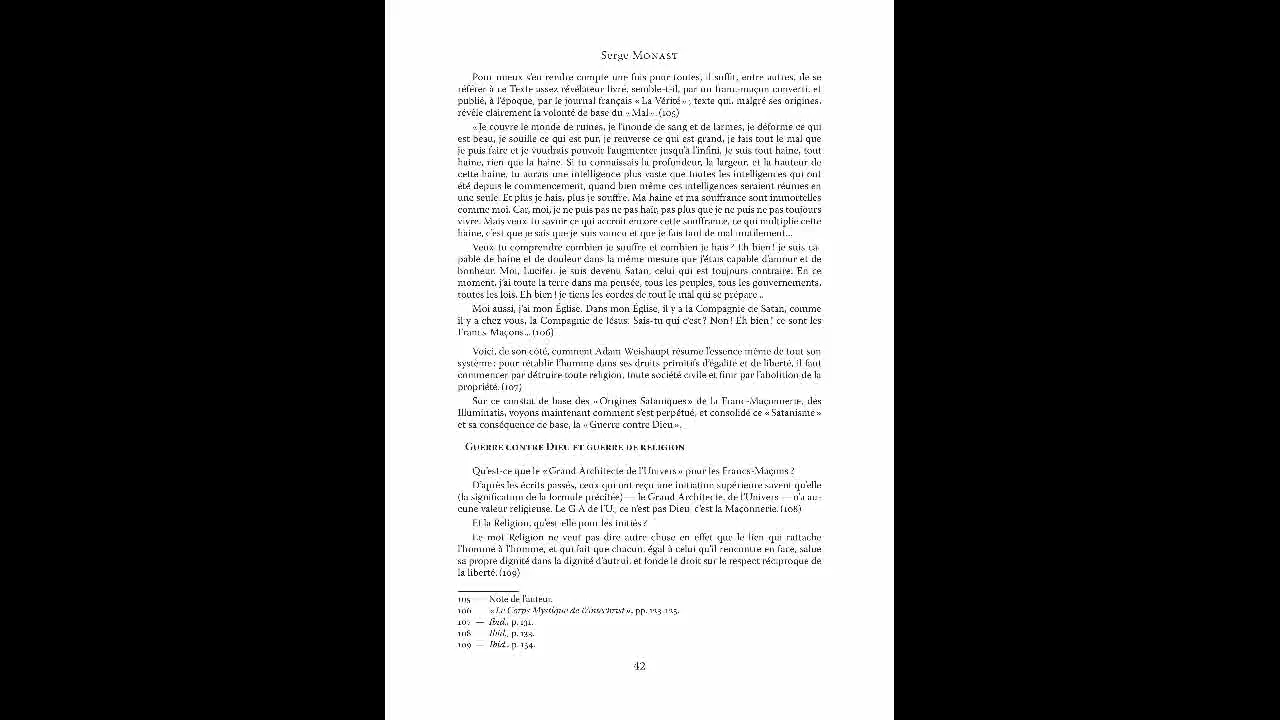 Serge Monast
Pour mieux s'en rendre compte une fois pour toutes, il suffit, entre autres, de se
référer à ce Texte assez révélateur livré, semble-t-il, par un franc-maçon converti, et
publié, à l'époque, par le journal français « La Vérité » ; texte qui, malgré ses origines,
révèle clairement la volonté de base du « Mal ». (105)
« Je couvre le monde de ruines, je l'inonde de sang et de larmes, je déforme ce qui
est beau, je souille ce qui est pur, je renverse ce qui est grand, je fais tout le mal que
je puis faire et je voudrais pouvoir l'augmenter jusqu'à l'infini. Je suis tout haine, tout
haine, rien que la haine. Si tu connaissais la profondeur, la largeur, et la hauteur de
cette haine, tu aurais une intelligence plus vaste que toutes les intelligences qui ont
été depuis le commencement, quand bien même ces intelligences seraient réunies en
une seule. Et plus je hais, plus je souffre. Ma haine et ma souffrance sont immortelles
comme moi. Car, moi, je ne puis pas ne pas haïr, pas plus que je ne puis ne pas toujours
vivre. Mais veux-tu savoir ce qui accroît encore cette souffrance, ce qui multiplie cette
haine, c'est que je sais que je suis vaincu et que je fais tant de mal inutilement...
Veux-tu comprendre combien je souffre et combien je hais ? Eh bien ! je suis ca-
pable de haine et de douleur dans la même mesure que j'étais capable d'amour et de
bonheur. Moi, Lucifer, je suis devenu Satan, celui qui est toujours contraire. En ce
moment, j'ai toute la terre dans ma pensée, tous les peuples, tous les gouvernements,
toutes les lois. Eh bien ! je tiens les cordes de tout le mal qui se prépare...
Moi aussi, j'ai mon Église. Dans mon Église, il y a la Compagnie de Satan, comme
il y a chez vous, la Compagnie de Jésus. Sais-tu qui c'est ? Non ! Eh bien ! ce sont les
Francs-Maçons... (106)
Voici, de son côté, comment Adam Weishaupt résume l'essence même de tout son
système : pour rétablir l'homme dans ses droits primitifs d'égalité et de liberté, il faut
commencer par détruire toute religion, toute société civile et finir par l'abolition de la
propriété. (107)
Sur ce constat de base des « Origines Sataniques » de la Franc-Maçonnerie, des
Illuminatis, voyons maintenant comment s'est perpétué, et consolidé ce « Satanisme »
et sa conséquence de base, la « Guerre contre Dieu ».
Guerre contre Dieu et guerre de religion
Qu'est-ce que le « Grand Architecte de l'Univers » pour les Francs-Maçons ?
D'après les écrits passés, ceux qui ont reçu une initiation supérieure savent qu'elle
(la signification de la formule précitée) — le Grand Architecte, de l'Univers — n'a au-
cune valeur religieuse. Le G A de l'U., ce n'est pas Dieu, c'est la Maçonnerie. (108)
Et la Religion, qu'est-elle pour les initiés ?
Le mot Religion ne veut pas dire autre chose en effet que le lien qui rattache
l'homme à l'homme, et qui fait que chacun, égal à celui qu'il rencontre en face, salue
sa propre dignité dans la dignité d'autrui, et fonde le droit sur le respect réciproque de
la liberté. (109)
105 — Note de l'auteur.
106 — « Le Corps Mystique de l'Antéchrist », pp. 123-125.
107 — Ibid., p. 131.
108 — Ibid., p. 133.
109 — Ibid., p. 134.
42